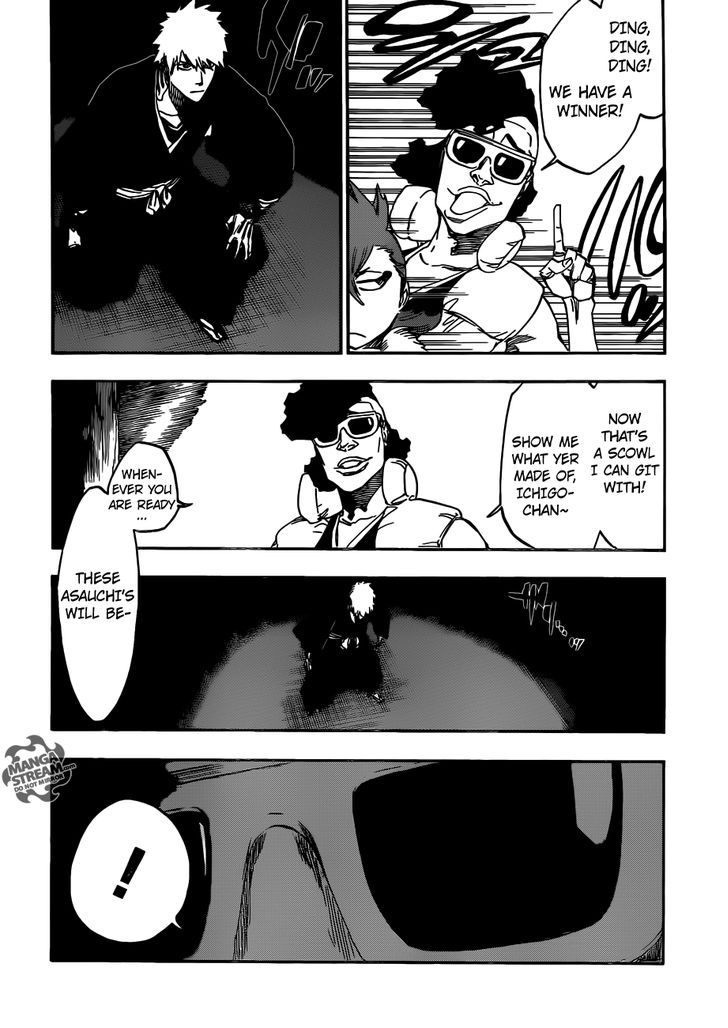 DING,
DING,
DING!
WE HAVE A
WINNER!
NOW
THAT'S
A SCOWL
I CAN GIT
WITH!
SHOW ME
WHAT YER
MADE OF,
ICHIGO-
CHAN~
WHEN-
EVER YOU
ARE READY
...
THESE
ASAUCHI'S
WILL BE-
!
MANGA
STREAM.com
DO NOT MIRROR